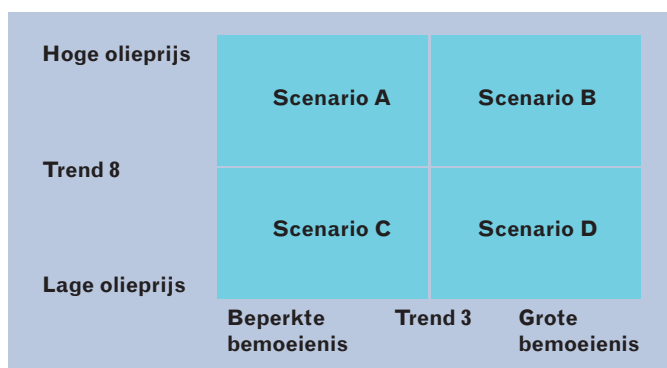 Hoge olieprijs
Scenario A
Scenario B
Trend 8
Scenario C
Scenario D
Lage olieprijs
Beperkte bemoeienis
Trend 3
Grote bemoeienis